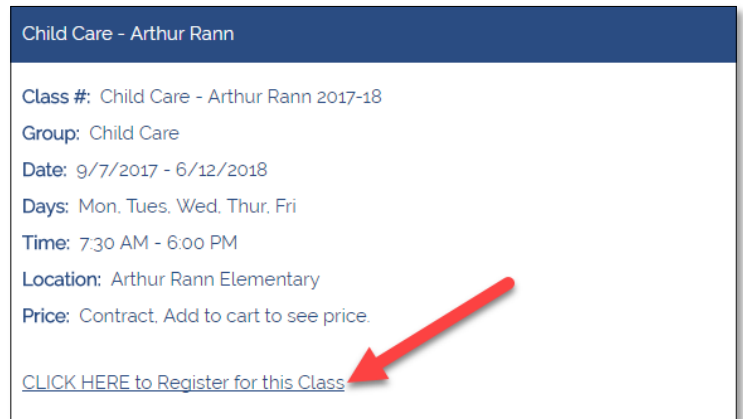 Child Care - Arthur Rann
Class #: Child Care - Arthur Rann 2017-18
Group: Child Care
Date: 9/7/2017 - 6/12/2018
Days: Mon, Tues, Wed, Thur, Fri
Time: 7:30 AM - 6:00 PM
Location: Arthur Rann Elementary
Price: Contract, Add to cart to see price.
CLICK HERE to Register for this Class